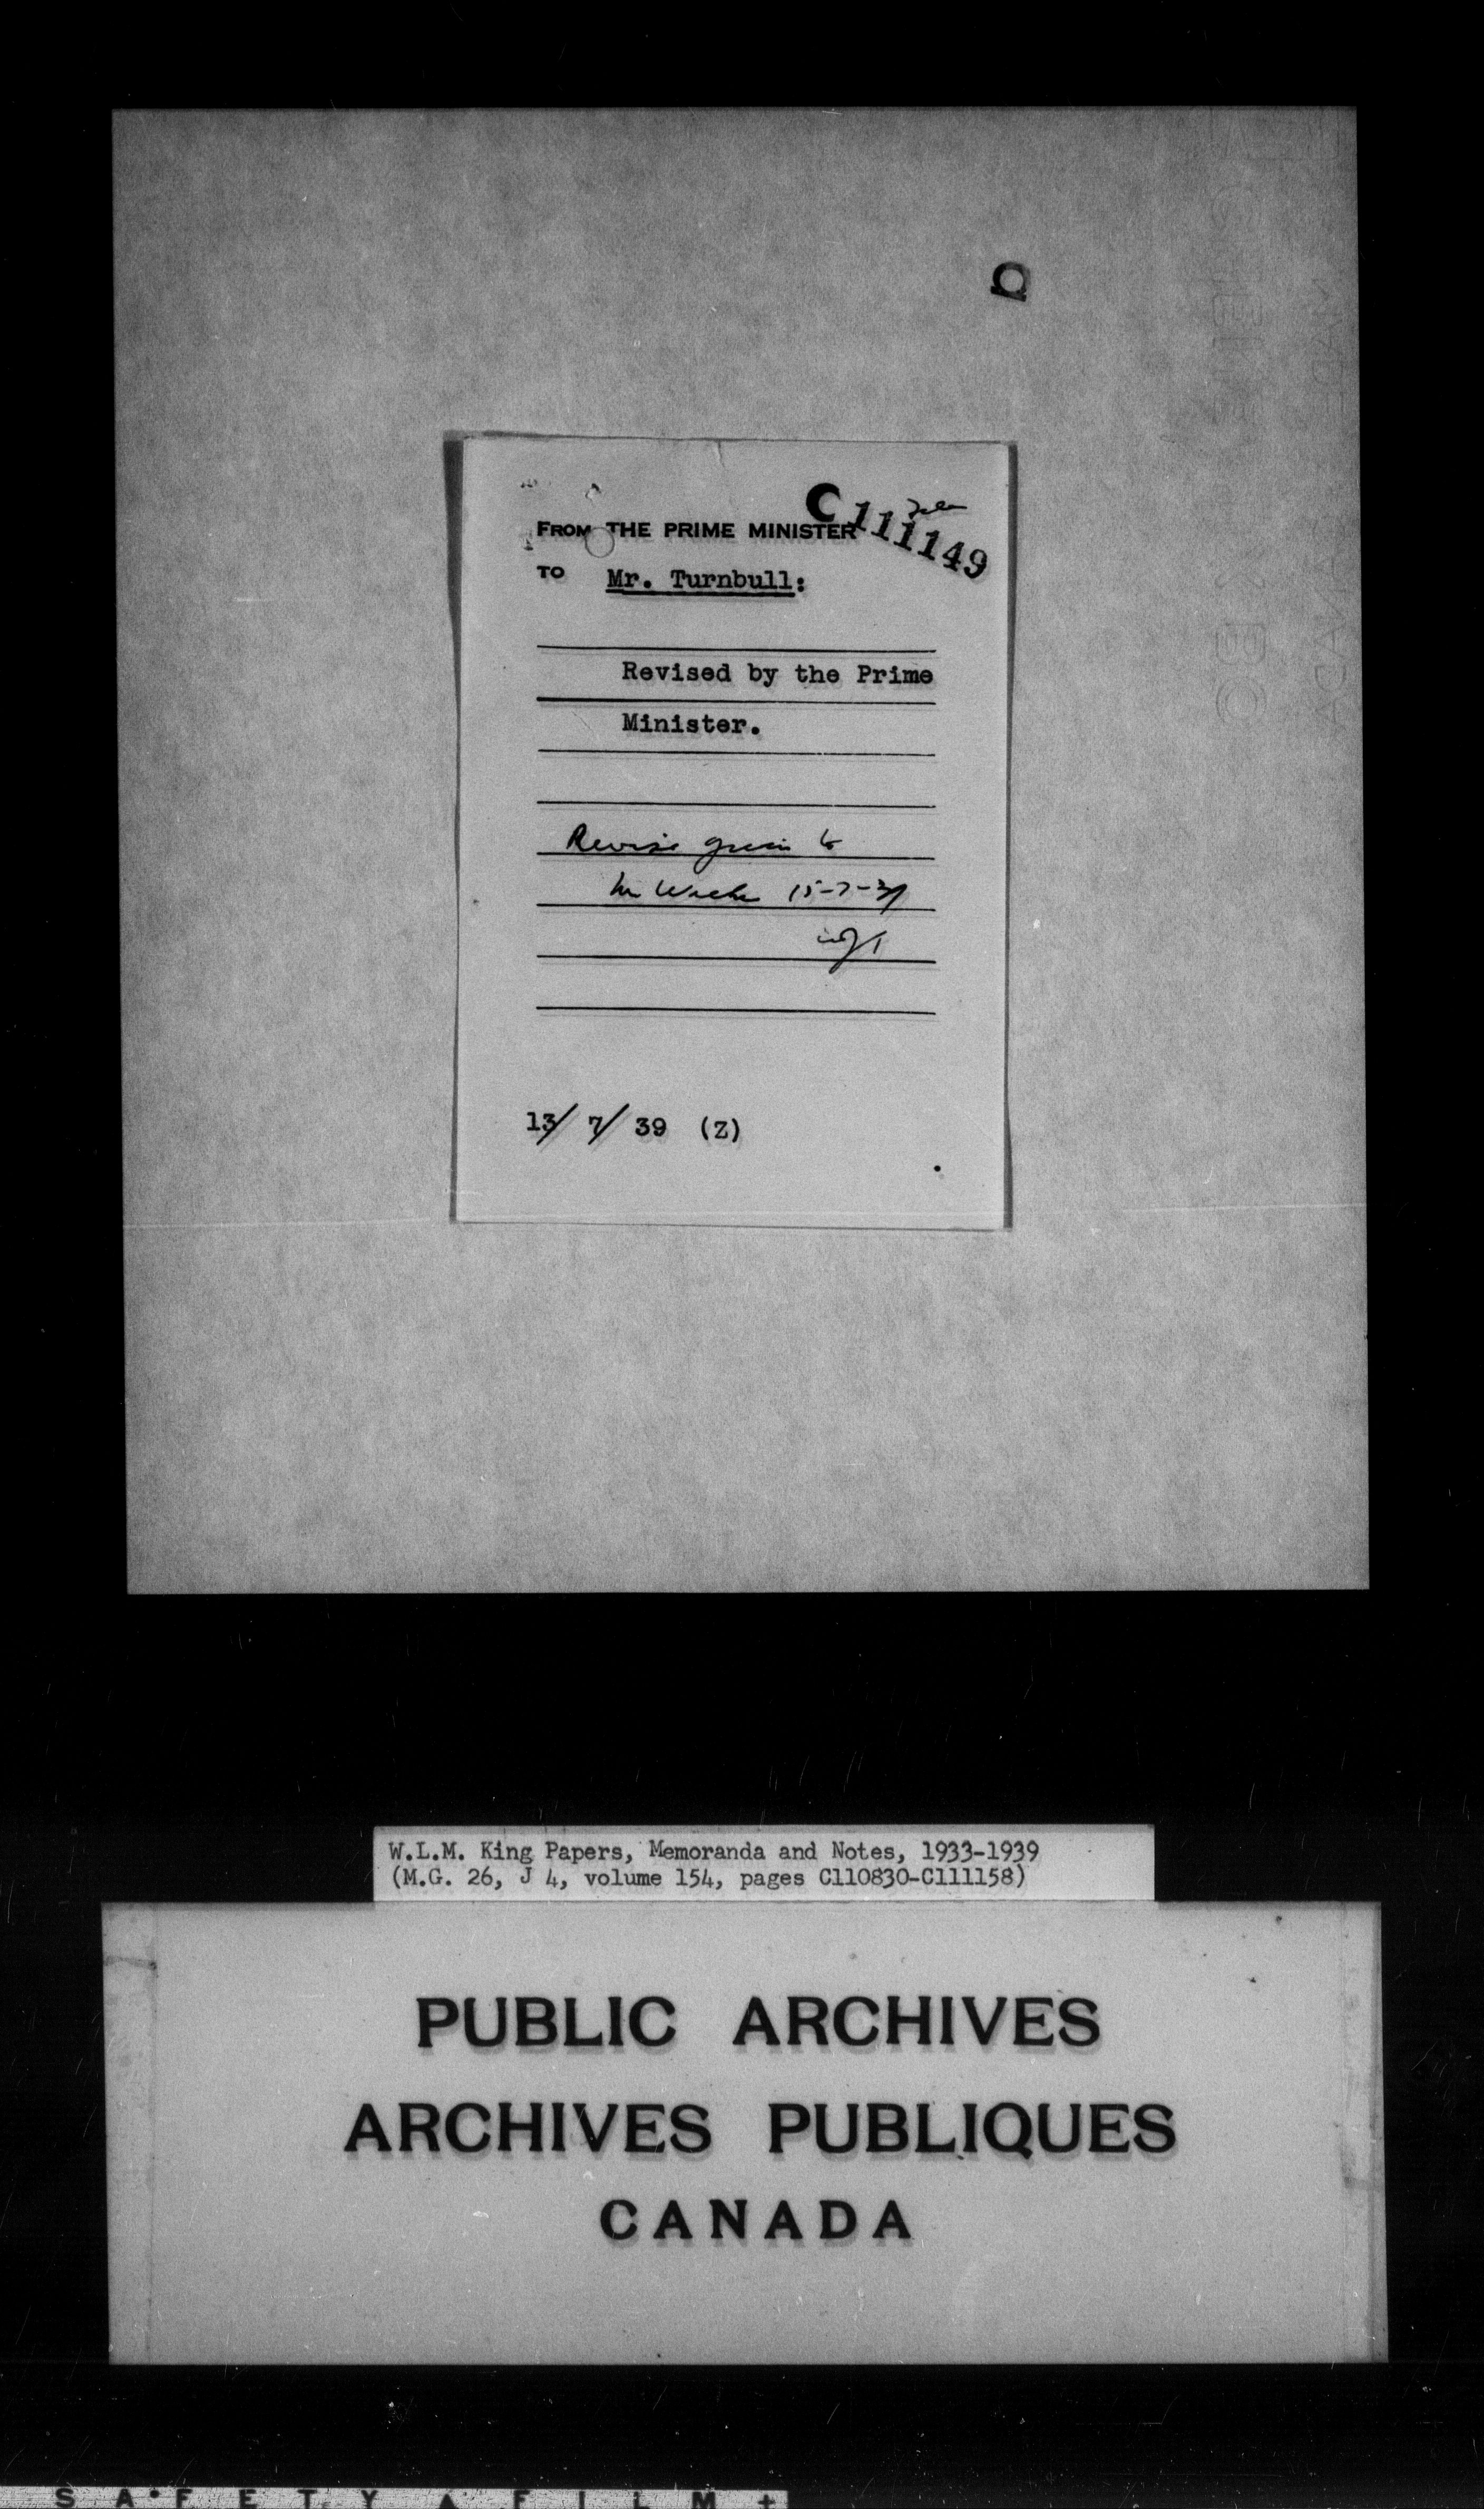 C111149
FROM THE PRIME MINISTER
TO Mr. Turnbull:
Revised by the Prime
Minister.
Revise given to
Mr 15-7-39
13/ 7/ 39 (Z)
W.L.M. King Papers, Memoranda and Notes, 1933-1939
(M.G. 26, J 4, volume 154, pages C110830-C111158)
PUBLIC ARCHIVES
ARCHIVES PUBLIQUES
CANADA
SAFETY FILM